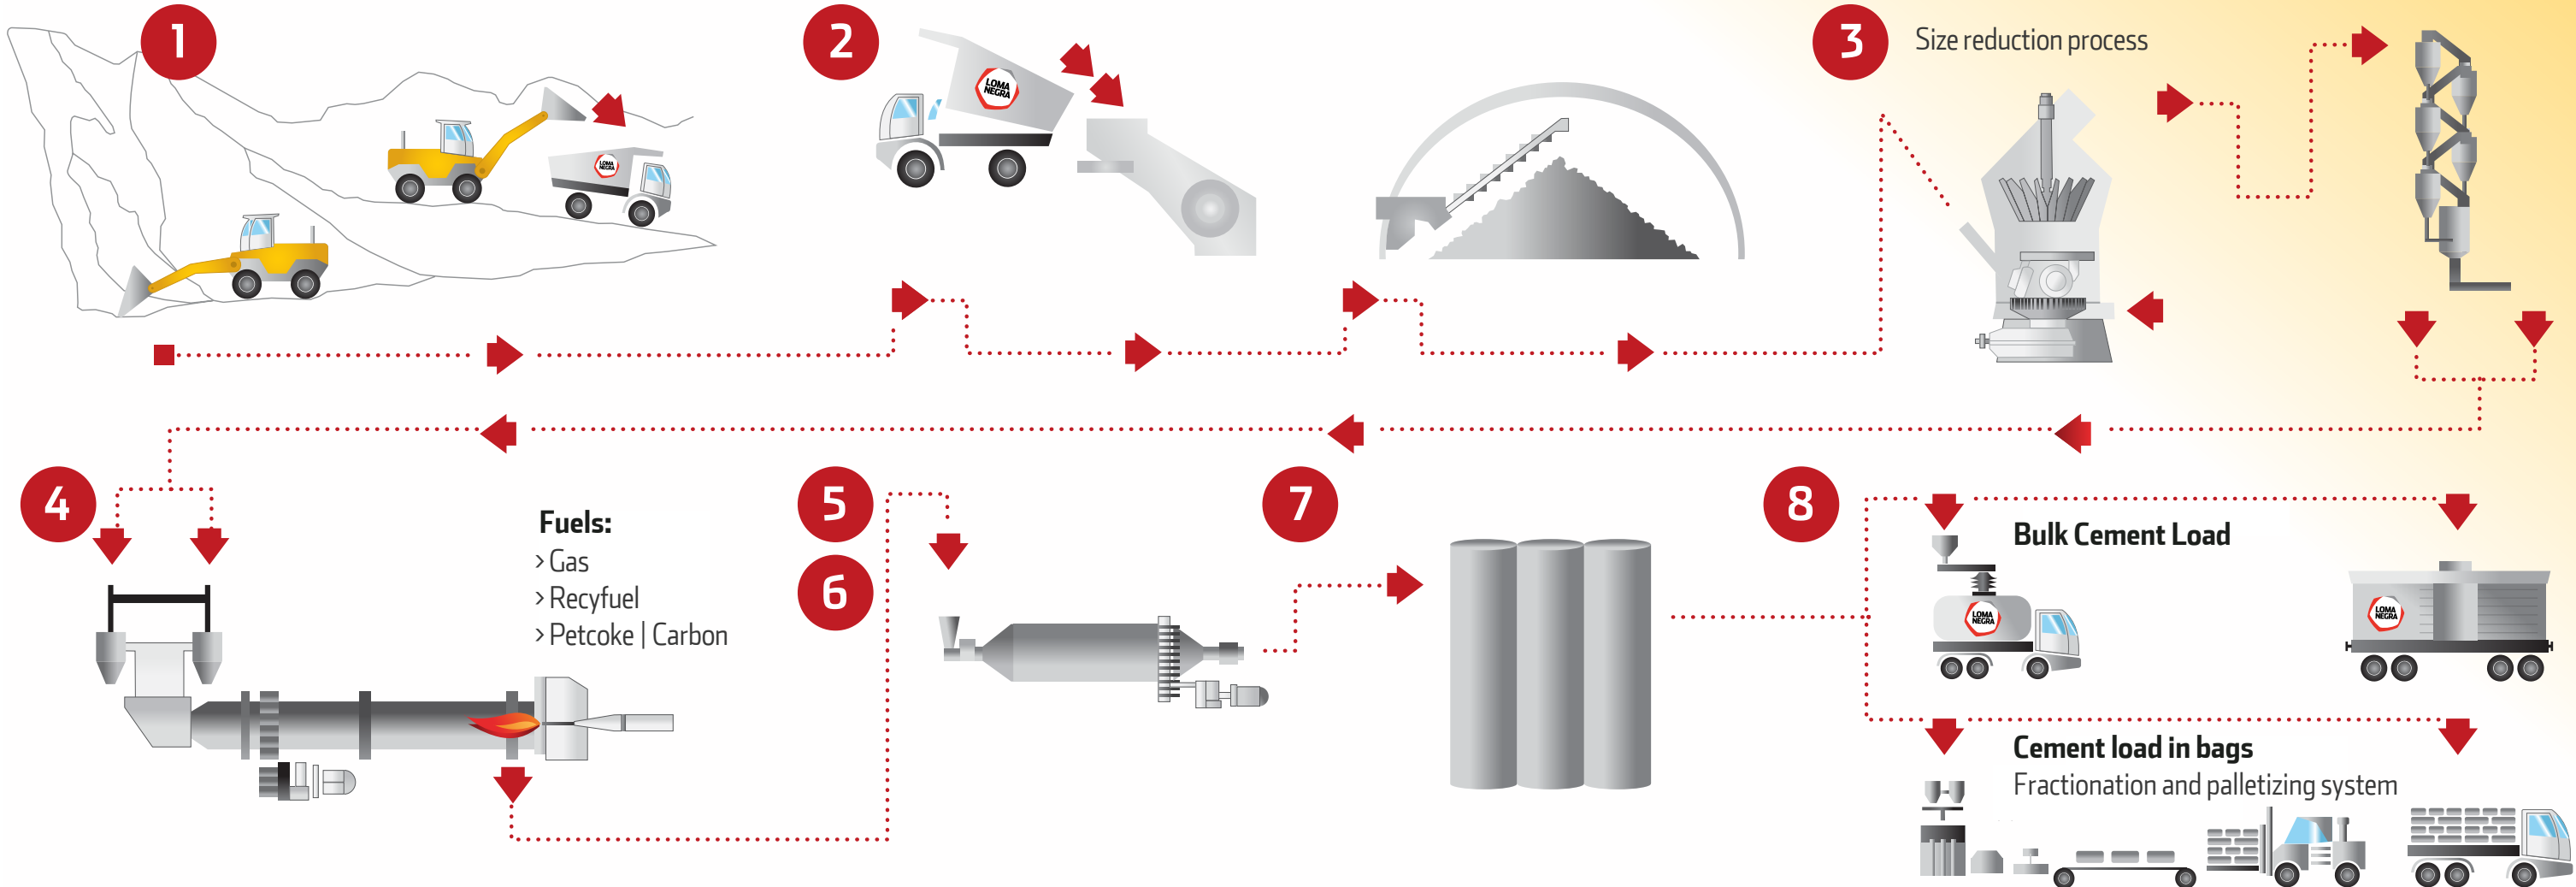 1
LOMA
NEGRA
2
LOMA
NEGRA
3
Size reduction process
4
Fuels:
> Gas
> Recyfuel
> Petcoke | Carbon
5
6
7
8
Bulk Cement Load
LOMA
NEGRA
LOMA
NEGRA
Cement load in bags
Fractionation and palletizing system